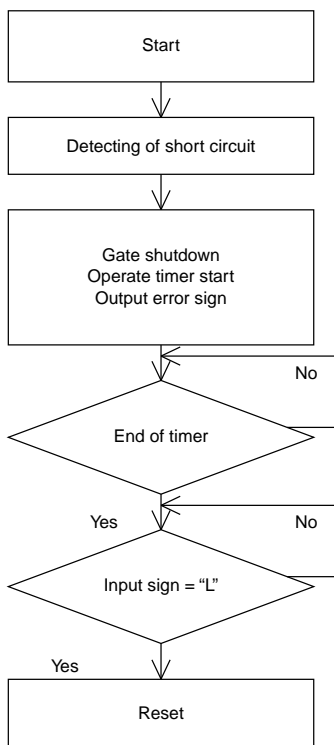 Start
Detecting of short circuit
Gate shutdown
Operate timer start
Output error sign
No
End of timer
Yes
No
Input sign = “L”
Yes
Reset